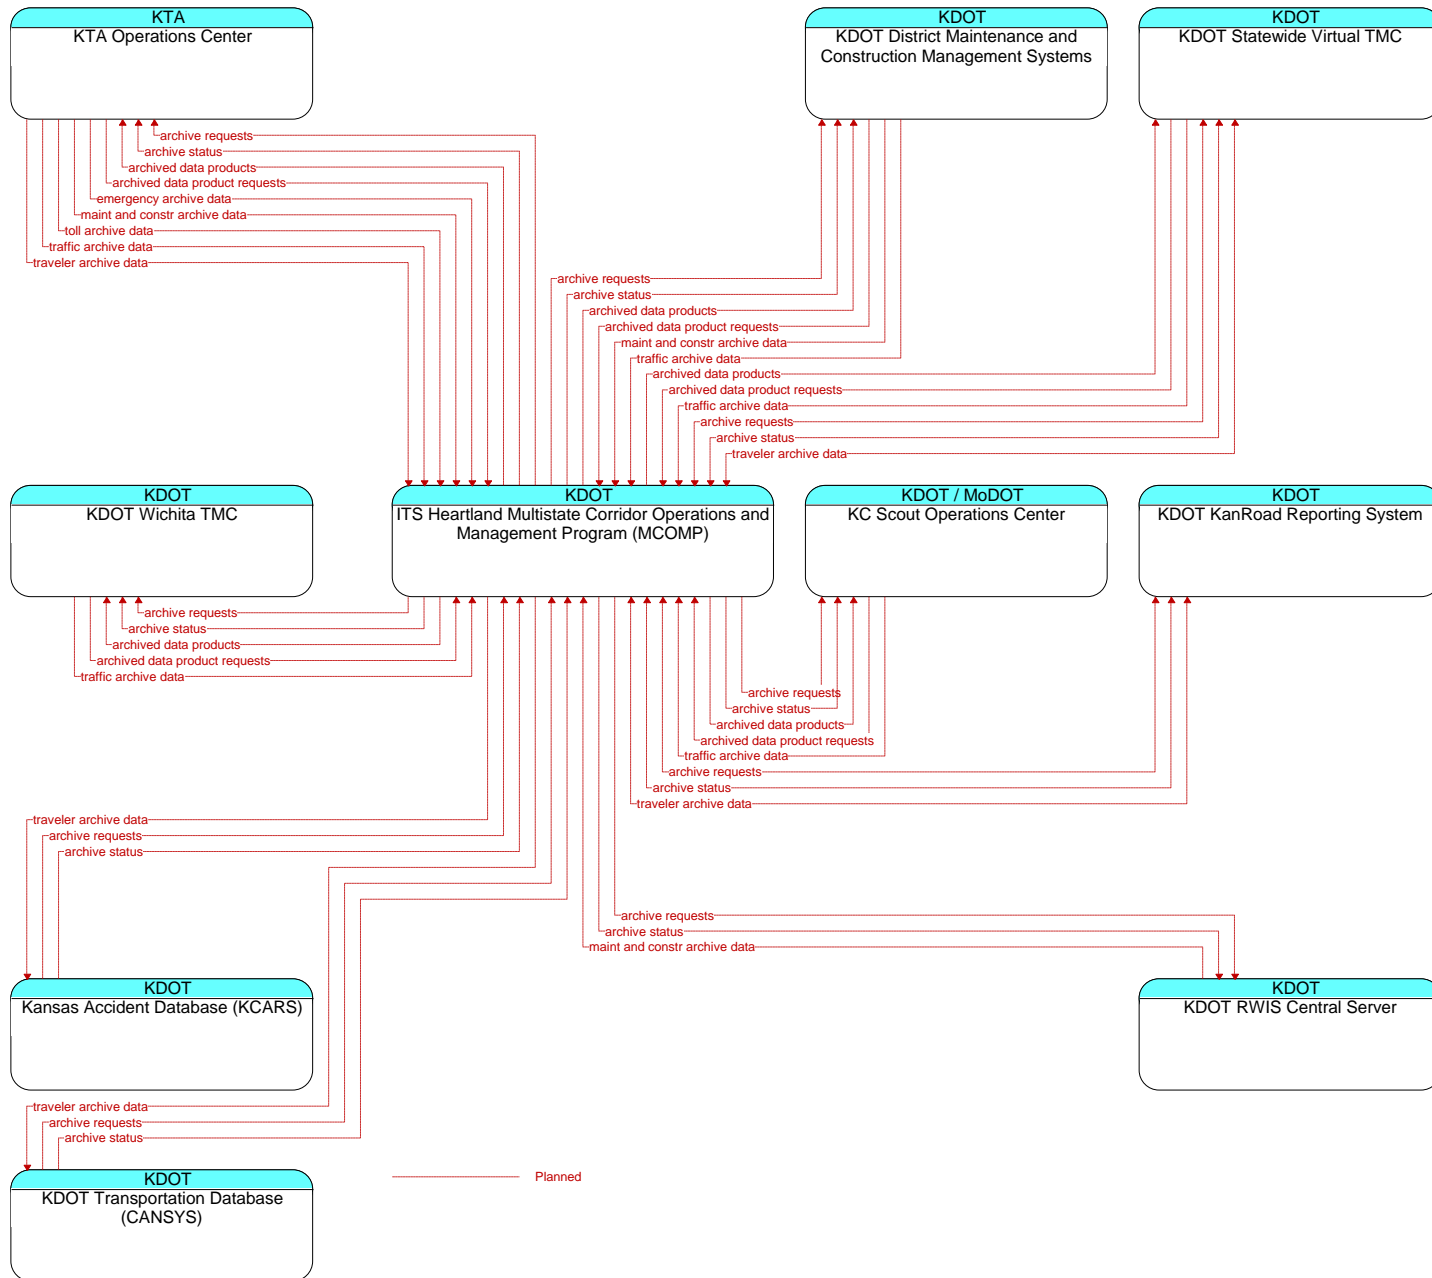 KTA
KTA Operations Center
KDOT
KDOT District Maintenance and
Construction Management Systems
KDOT
KDOT Statewide Virtual TMC
archive requests
archive status
archived data products
archived data product requests
emergency archive data
maint and constr archive data
toll archive data
traffic archive data
traveler archive data
archive requests
archive status
archived data products
archived data product requests
maint and constr archive data
traffic archive data
archived data products
archived data product requests
traffic archive data
archive requests
archive status
traveler archive data
KDOT
KDOT Wichita TMC
KDOT
ITS Heartland Multistate Corridor Operations and
Management Program (MCOMP)
KDOT / MoDOT
KC Scout Operations Center
KDOT
KDOT KanRoad Reporting System
archive requests
archive status
archived data products
archived data product requests
traffic archive data
archive requests
archive status
archived data products
archived data product requests
traffic archive data
archive requests
archive status
traveler archive data
traveler archive data
archive requests
archive status
archive requests
archive status
maint and constr archive data
KDOT
Kansas Accident Database (KCARS)
KDOT
KDOT RWIS Central Server
traveler archive data
archive requests
archive status
KDOT
KDOT Transportation Database
(CANSYS)
Planned